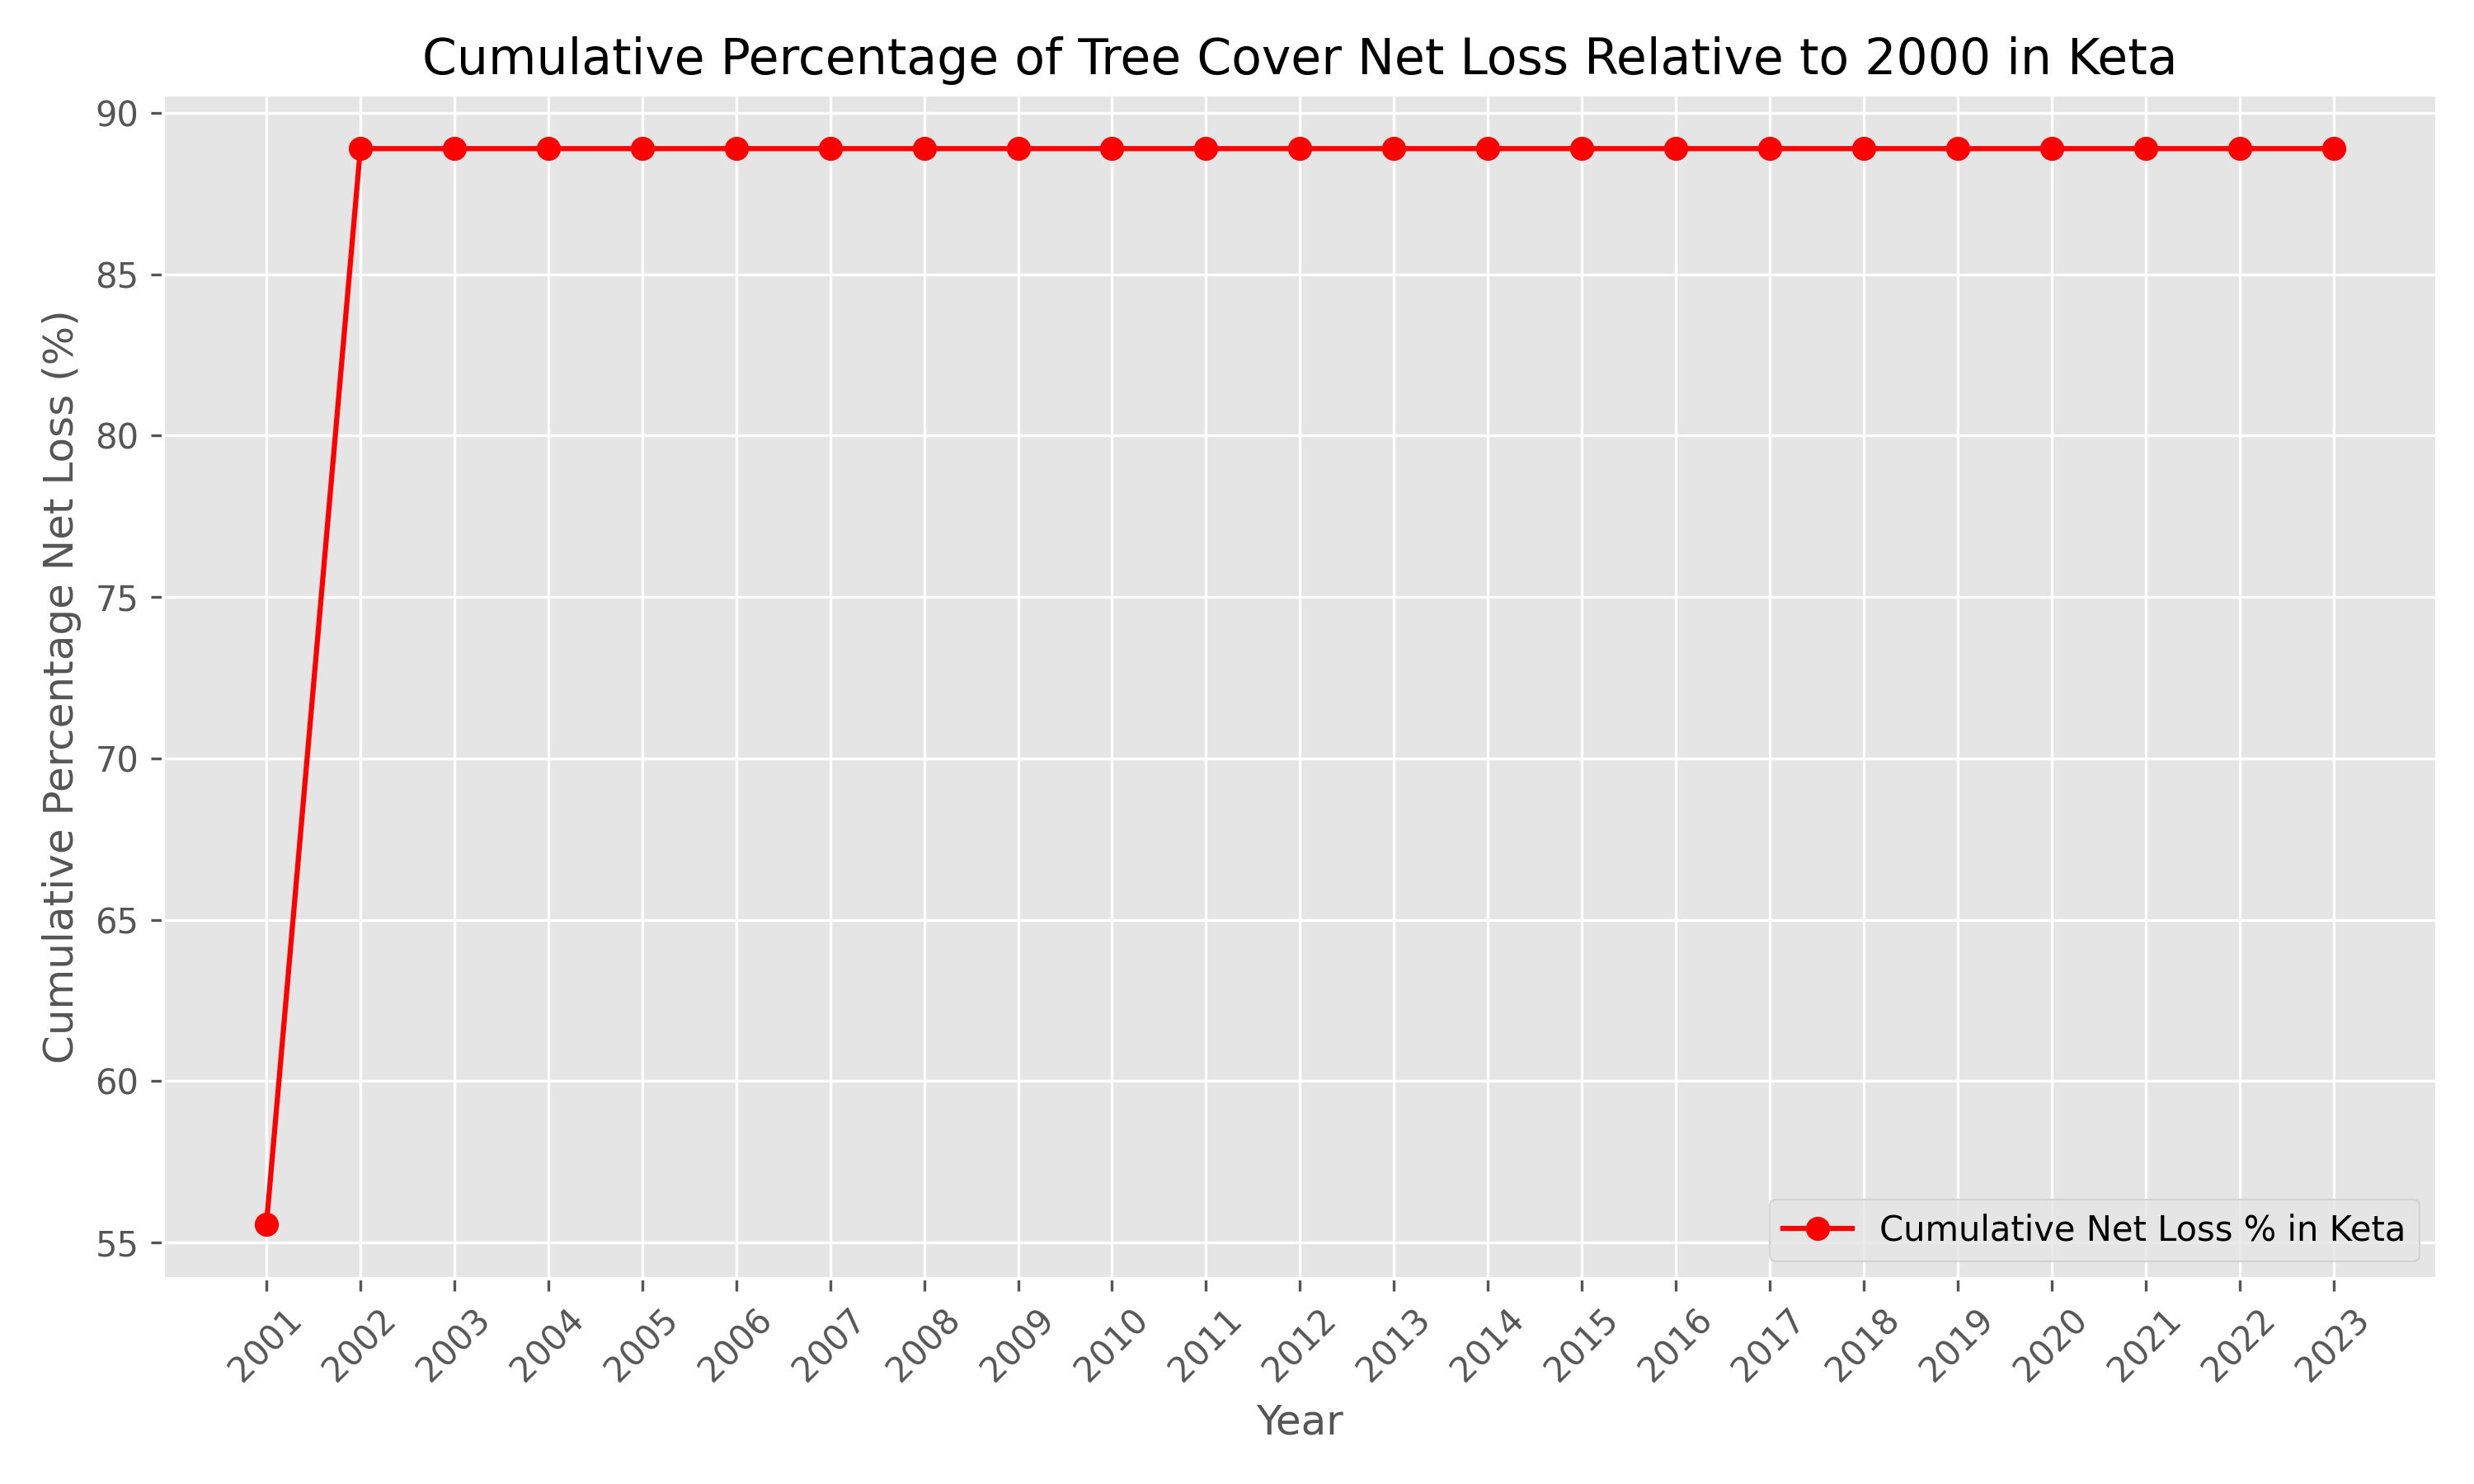 Cumulative Percentage of Tree Cover Net Loss Relative to 2000 in Keta
Cumulative Percentage Net Loss (%)
90
85
80
75
70
65
60
55
Cumulative Net Loss % in Keta
2001 2002 2003 2004 2005 2006 2007 2008 2009 2010 2011 2012 2013 2014 2015 2016 2017 2018 2019 2020 2021 2022 2023
Year